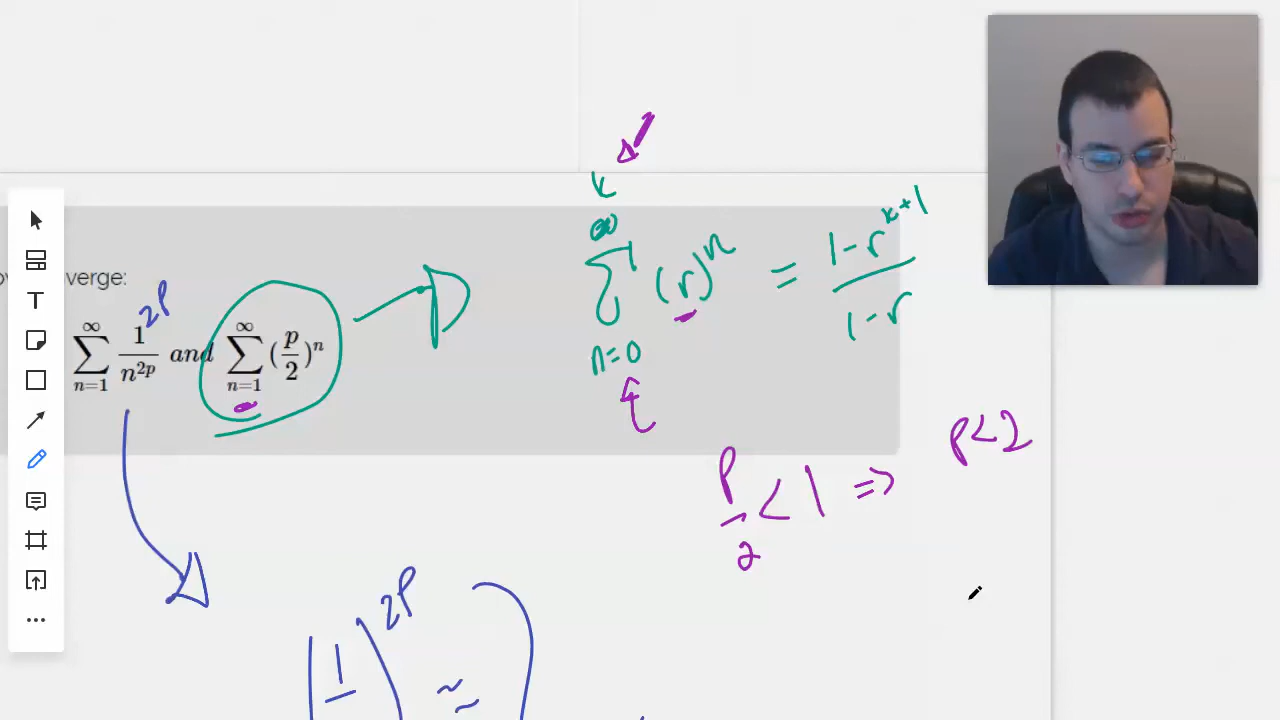 verge:
2P
∞ ∑ n=1 1/n^{2p} and ∞ ∑ n=1 (p/2)^n
k
∞ ∑ n=0 (r)^n = (1-r^{k+1})/(1-r)
p/2 < 1 ⇒ p<2
(1/ )^{2P} ≈
T